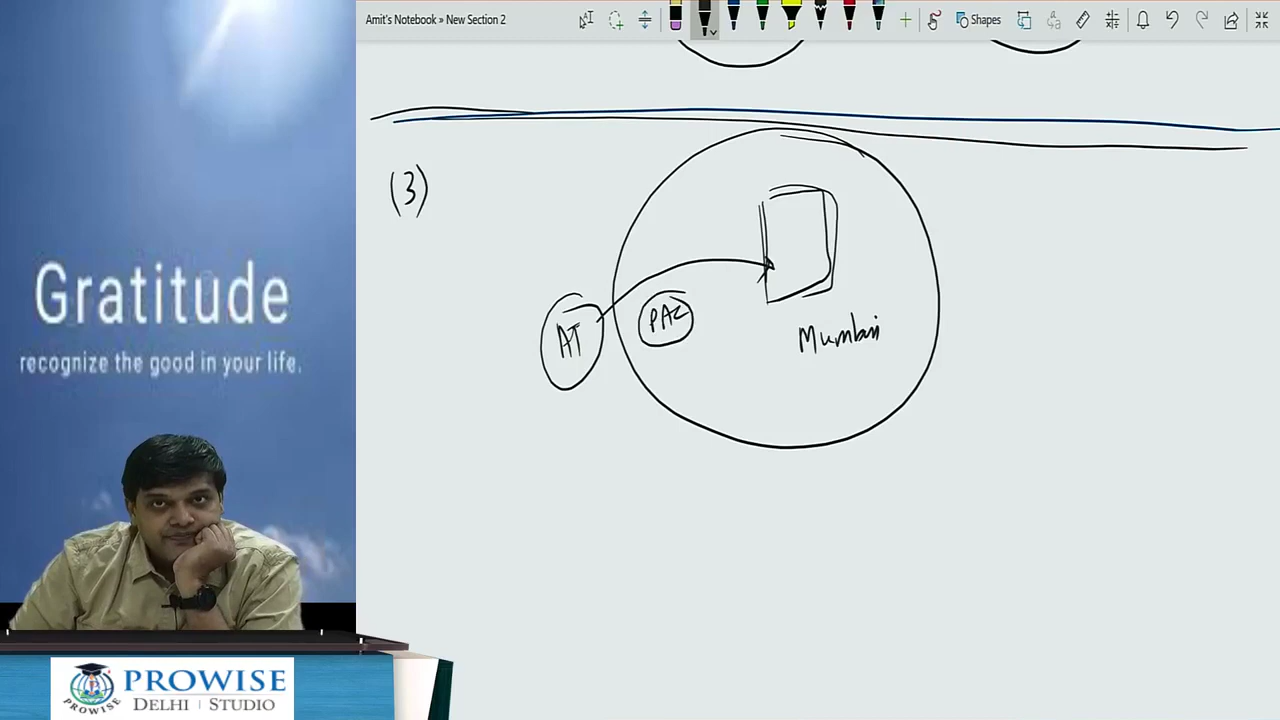 Amit's Notebook » New Section 2
Shapes
(3)
AT
PAC
Mumbai
Gratitude
recognize the good in your life.
PROWISE
PROWISE
DELHI | STUDIO